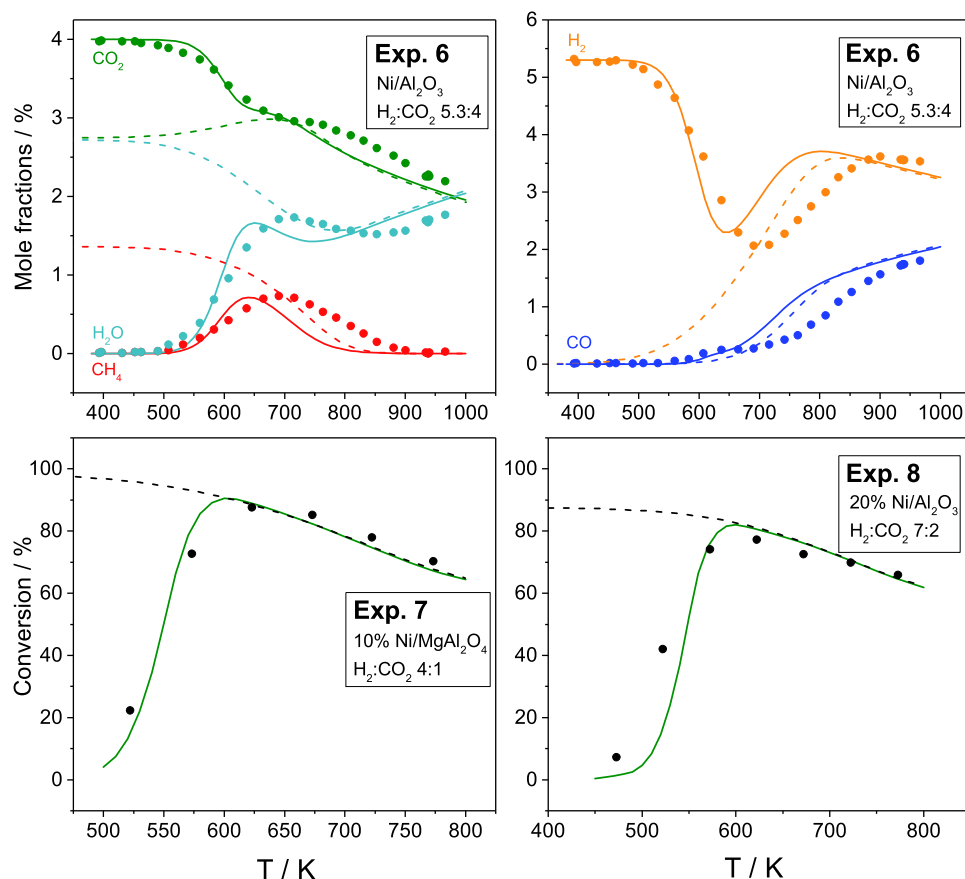 Mole fractions / %
4
3
2
1
0
CO₂
H₂O
CH₄
Exp. 6
Ni/Al₂O₃
H₂:CO₂ 5.3:4
400 500 600 700 800 900 1000
6
5
4
3
2
1
0
H₂
CO
Exp. 6
Ni/Al₂O₃
H₂:CO₂ 5.3:4
400 500 600 700 800 900 1000
Conversion / %
100
80
60
40
20
0
Exp. 7
10% Ni/MgAl₂O₄
H₂:CO₂ 4:1
500 550 600 650 700 750 800
T / K
100
80
60
40
20
0
Exp. 8
20% Ni/Al₂O₃
H₂:CO₂ 7:2
400 500 600 700 800
T / K